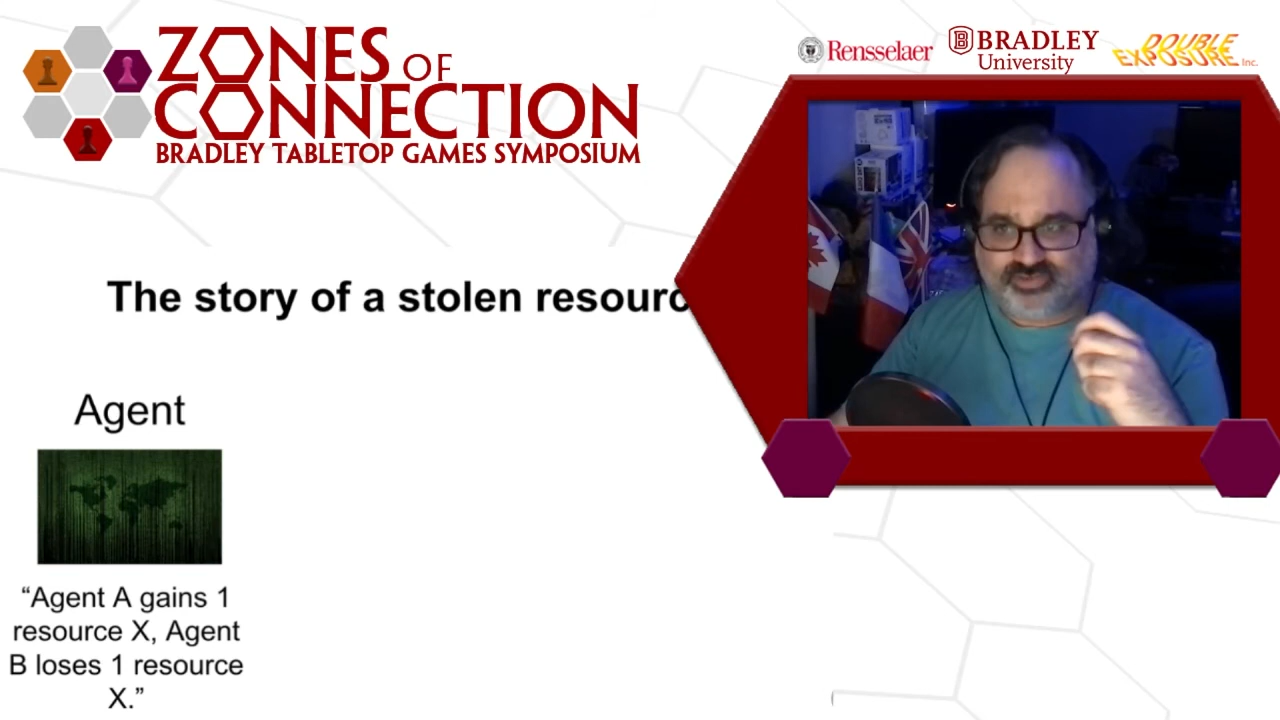 ZONES OF
CONNECTION
BRADLEY TABLETOP GAMES SYMPOSIUM
Rensselaer
BRADLEY
University
DOUBLE
EXPOSURE Inc.
The story of a stolen resourc
Agent
“Agent A gains 1
resource X, Agent
B loses 1 resource
X.”